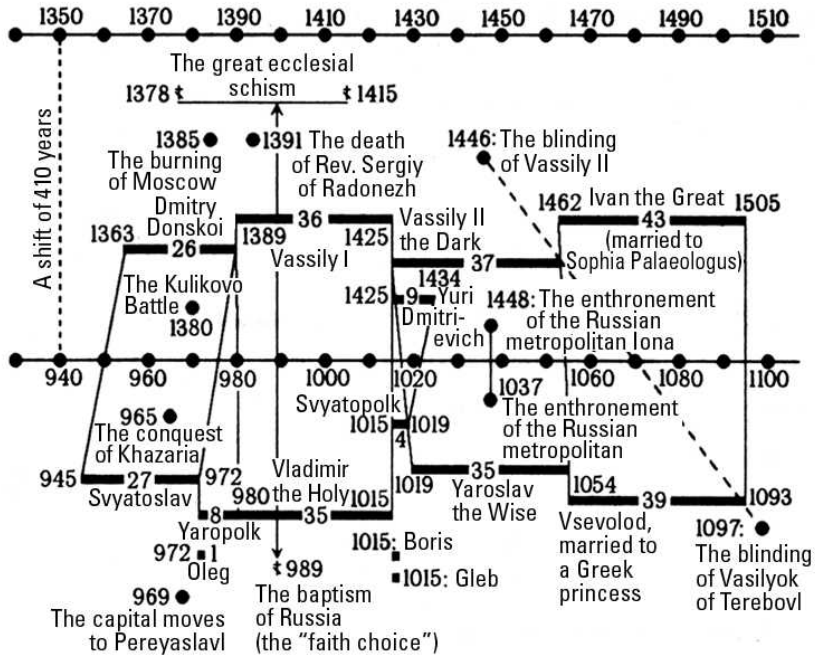 1350 1370 1390 1410 1430 1450 1470 1490 1510
A shift of 410 years
The great ecclesial
schism
1378 1415
1385
The burning
of Moscow
1391 The death
of Rev. Sergiy
of Radonezh
1446: The blinding
of Vassily II
Dmitry
Donskoi
1363 26
1389 36 1425
Vassily I
Vassily II
the Dark
37
1462 Ivan the Great 1505
43
(married to
Sophia Palaeologus)
The Kulikovo
Battle
1380
1434
1425 9 Yuri
Dmitri-
evich
1448: The enthronement
of the Russian
metropolitan Iona
940 960 980 1000 1020 1060 1080 1100
965
The conquest
of Khazaria
Svyatopolk
1015 1019
4
1037
The enthronement
of the Russian
metropolitan
945 27 972
Svyatoslav
Vladimir
the Holy
980 35 1015
8
Yaropolk
1019 35
Yaroslav
the Wise
1054 39 1093
Vsevolod,
married to
a Greek
princess
972 1
Oleg
1015: Boris
1015: Gleb
989
The baptism
of Russia
(the "faith choice")
969
The capital moves
to Pereyaslavl
1097:
The blinding
of Vasilyok
of Terebovl